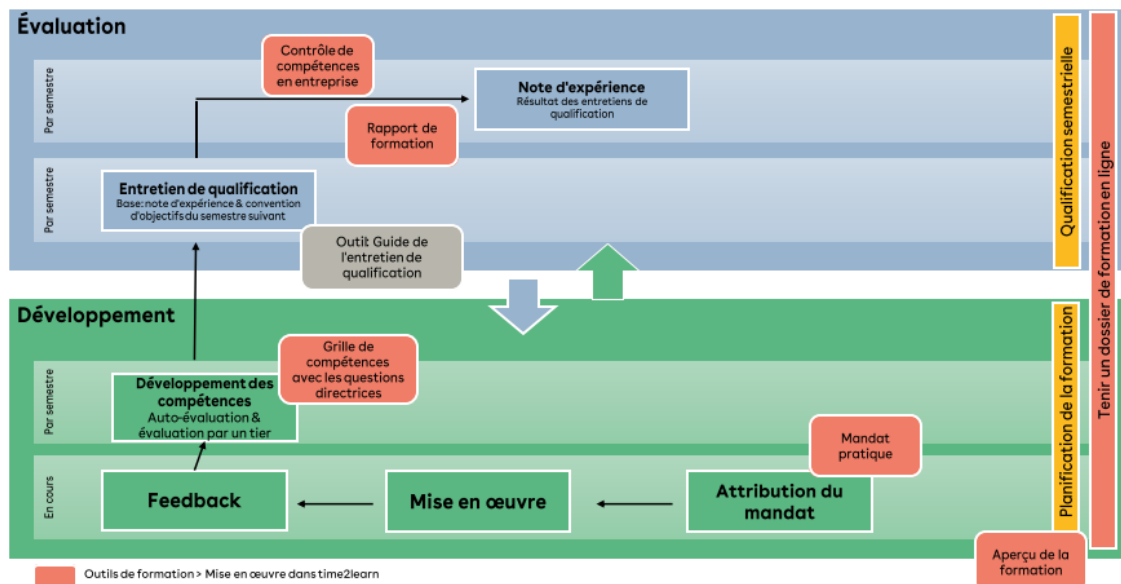 Évaluation
Par semestre
Contrôle de
compétences
en entreprise
Note d'expérience
Résultat des entretiens de
qualification
Rapport de
formation
Par semestre
Entretien de qualification
Base: note d'expérience & convention
d'objectifs du semestre suivant
Outil: Guide de
l'entretien de
qualification
Qualification semestrielle
Tenir un dossier de formation en ligne
Développement
Par semestre
Grille de
compétences
avec les questions
directrices
Développement des
compétences
Auto-évaluation &
évaluation par un tier
Planification de la formation
En cours
Feedback
Mise en œuvre
Attribution du
mandat
Mandat
pratique
Aperçu de la
formation
Outils de formation > Mise en œuvre dans time2learn